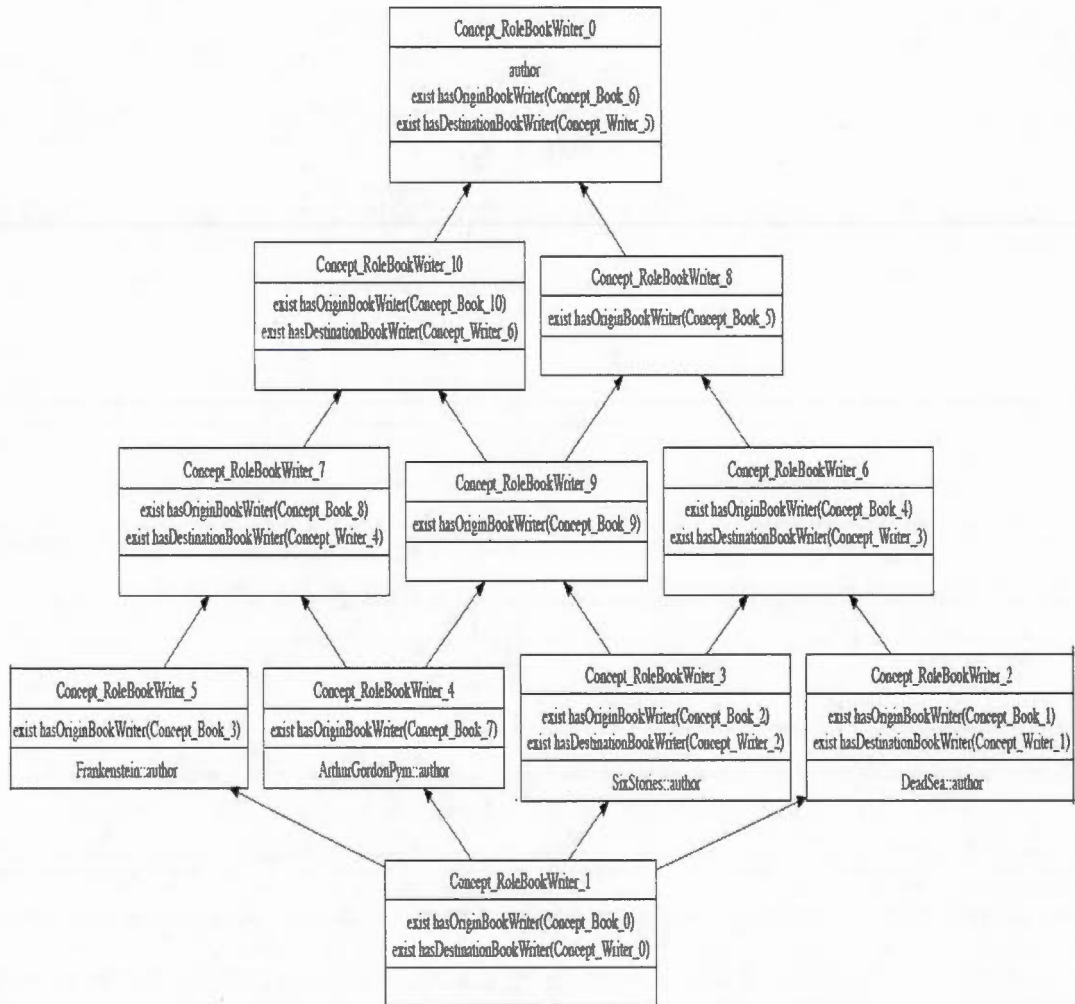 Concept_RoleBookWriter_0
author
exist hasOriginBookWriter(Concept_Book_6)
exist hasDestinationBookWriter(Concept_Writer_5)
Concept_RoleBookWriter_10
exist hasOriginBookWriter(Concept_Book_10)
exist hasDestinationBookWriter(Concept_Writer_6)
Concept_RoleBookWriter_8
exist hasOriginBookWriter(Concept_Book_5)
Concept_RoleBookWriter_7
exist hasOriginBookWriter(Concept_Book_8)
exist hasDestinationBookWriter(Concept_Writer_4)
Concept_RoleBookWriter_9
exist hasOriginBookWriter(Concept_Book_9)
Concept_RoleBookWriter_6
exist hasOriginBookWriter(Concept_Book_4)
exist hasDestinationBookWriter(Concept_Writer_3)
Concept_RoleBookWriter_5
exist hasOriginBookWriter(Concept_Book_3)
Frankenstein::author
Concept_RoleBookWriter_4
exist hasOriginBookWriter(Concept_Book_7)
ArthurGordonPym::author
Concept_RoleBookWriter_3
exist hasOriginBookWriter(Concept_Book_2)
exist hasDestinationBookWriter(Concept_Writer_2)
SixStories::author
Concept_RoleBookWriter_2
exist hasOriginBookWriter(Concept_Book_1)
exist hasDestinationBookWriter(Concept_Writer_1)
DeadSea::author
Concept_RoleBookWriter_1
exist hasOriginBookWriter(Concept_Book_0)
exist hasDestinationBookWriter(Concept_Writer_0)